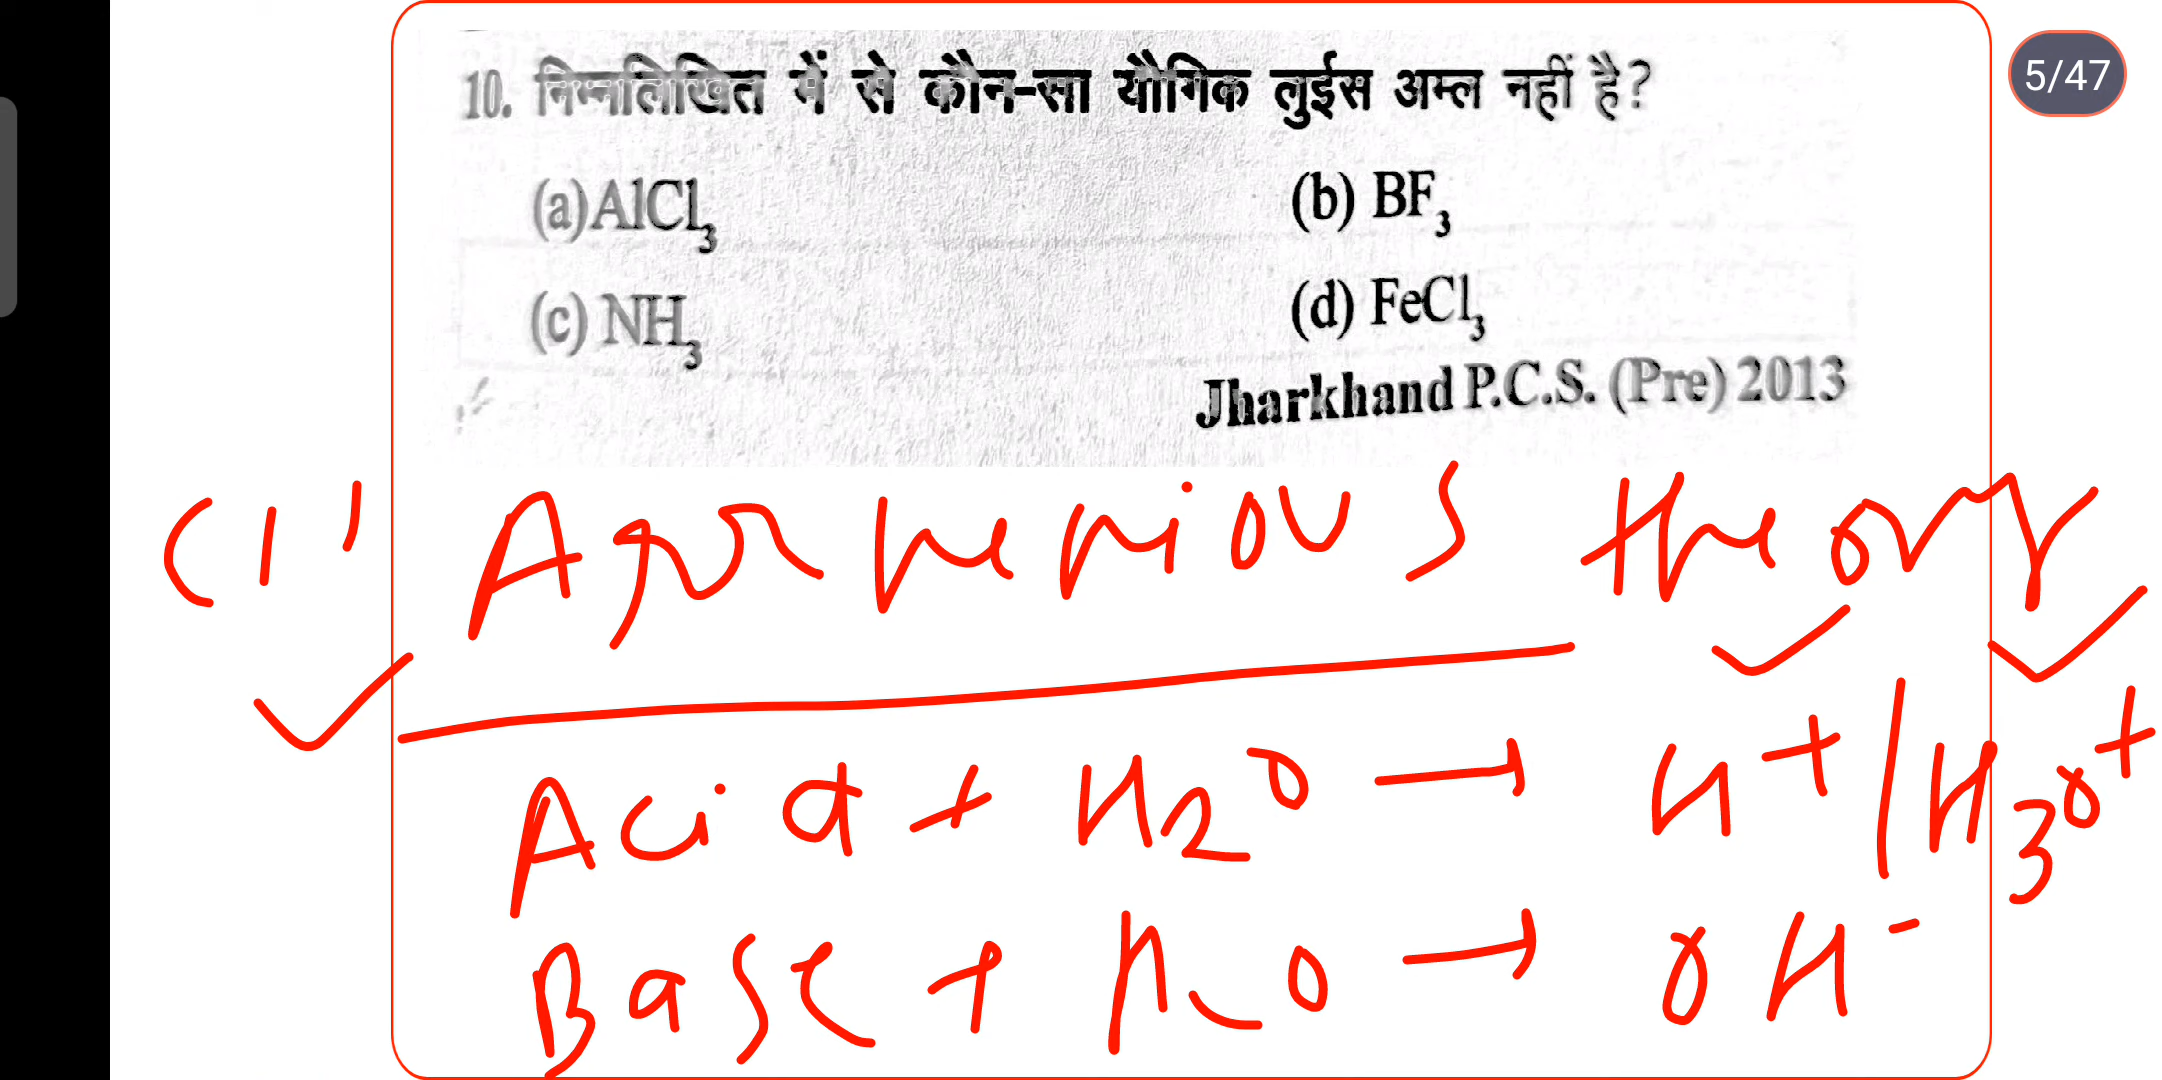 5/47
10. निम्नलिखित में से कौन-सा यौगिक लुईस अम्ल नहीं है?
(a) AlCl₃ (b) BF₃
(c) NH₃ (d) FeCl₃
Jharkhand P.C.S. (Pre) 2013
(1) theory
Acid + H₂O → H⁺/H₃O⁺
Base + H₂O → OH⁻